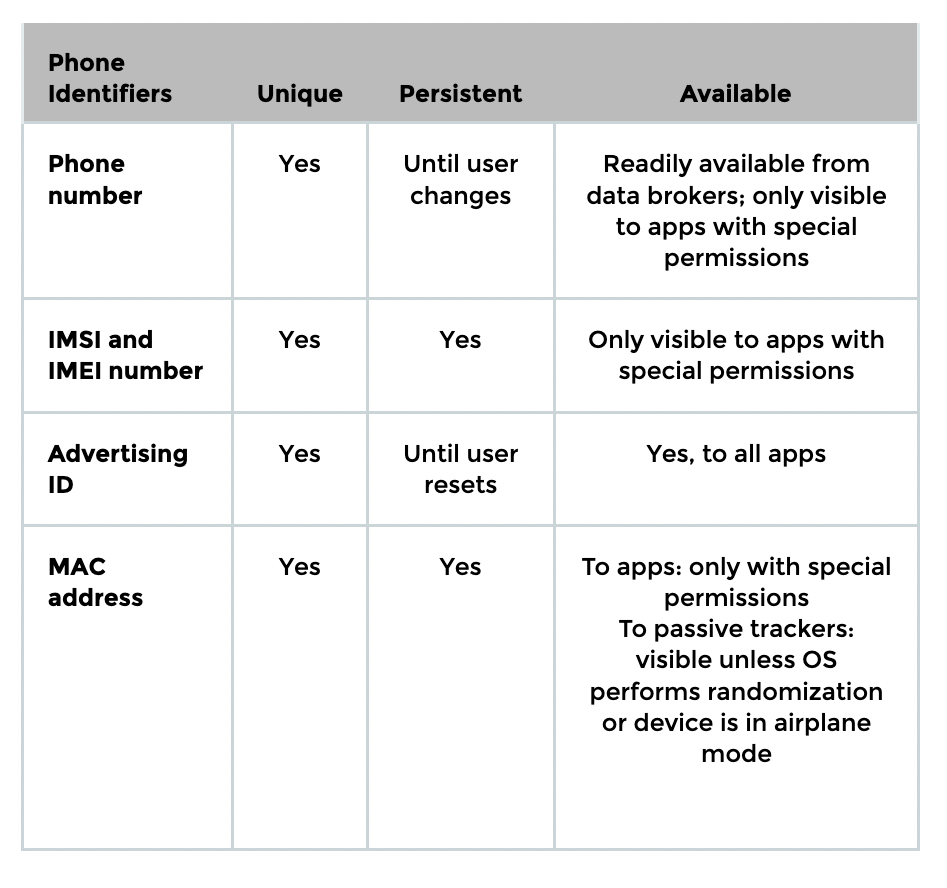 Phone
Identifiers
Unique
Persistent
Available
Phone
number
Yes
Until user
changes
Readily available from
data brokers; only visible
to apps with special
permissions
IMSI and
IMEI number
Yes
Yes
Only visible to apps with
special permissions
Advertising
ID
Yes
Until user
resets
Yes, to all apps
MAC
address
Yes
Yes
To apps: only with special
permissions
To passive trackers:
visible unless OS
performs randomization
or device is in airplane
mode